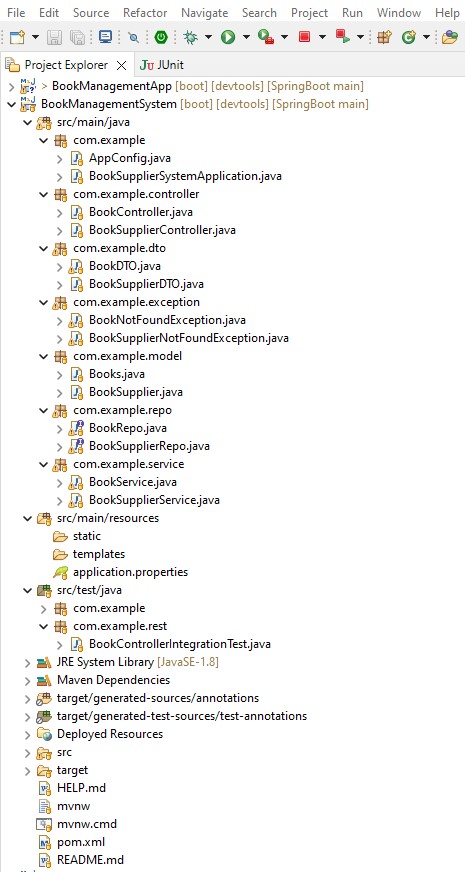 File Edit Source Refactor Navigate Search Project Run Window Help
Project Explorer JUnit
> BookManagementApp [boot] [devtools] [SpringBoot main]
BookManagementSystem [boot] [devtools] [SpringBoot main]
src/main/java
com.example
AppConfig.java
BookSupplierSystemApplication.java
com.example.controller
BookController.java
BookSupplierController.java
com.example.dto
BookDTO.java
BookSupplierDTO.java
com.example.exception
BookNotFoundException.java
BookSupplierNotFoundException.java
com.example.model
Books.java
BookSupplier.java
com.example.repo
BookRepo.java
BookSupplierRepo.java
com.example.service
BookService.java
BookSupplierService.java
src/main/resources
static
templates
application.properties
src/test/java
com.example
com.example.rest
BookControllerIntegrationTest.java
JRE System Library [JavaSE-1.8]
Maven Dependencies
target/generated-sources/annotations
target/generated-test-sources/test-annotations
Deployed Resources
src
target
HELP.md
mvnw
mvnw.cmd
pom.xml
README.md